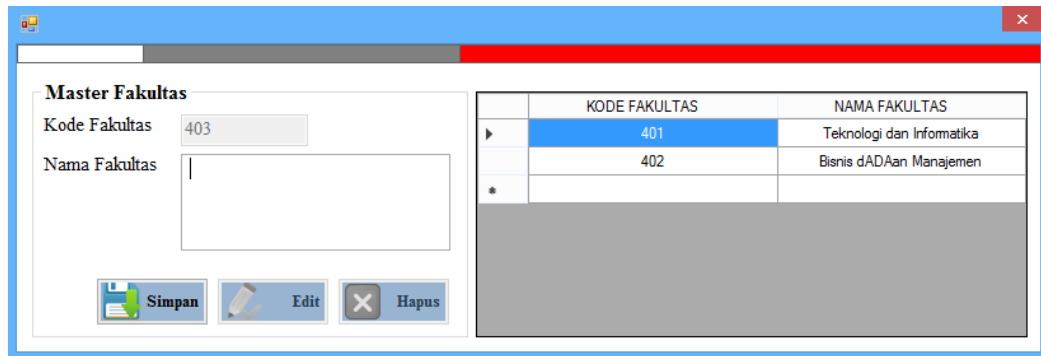 Master Fakultas
Kode Fakultas 403
Nama Fakultas
Simpan Edit Hapus
KODE FAKULTAS NAMA FAKULTAS
401 Teknologi dan Informatika
402 Bisnis dADAan Manajemen